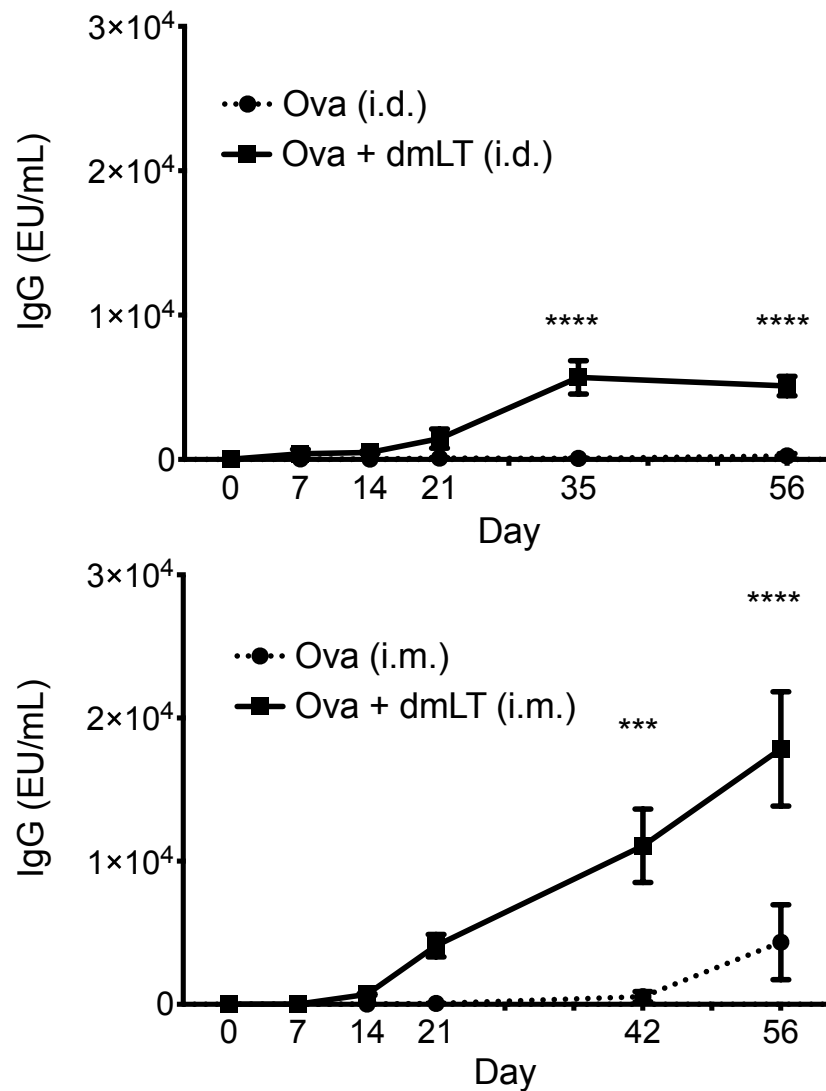 3×10⁴
2×10⁴
1×10⁴
0
IgG (EU/mL)
Ova (i.d.)
Ova + dmLT (i.d.)
**** ****
0 7 14 21 35 56
Day
3×10⁴
2×10⁴
1×10⁴
0
IgG (EU/mL)
Ova (i.m.)
Ova + dmLT (i.m.)
****
***
0 7 14 21 42 56
Day